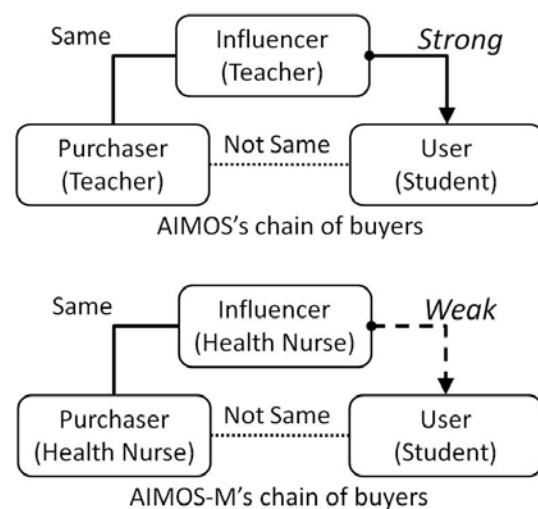 Same
Influencer
(Teacher)
Strong
Purchaser
(Teacher)
Not Same
User
(Student)
AIMOS's chain of buyers
Same
Influencer
(Health Nurse)
Weak
Purchaser
(Health Nurse)
Not Same
User
(Student)
AIMOS-M's chain of buyers